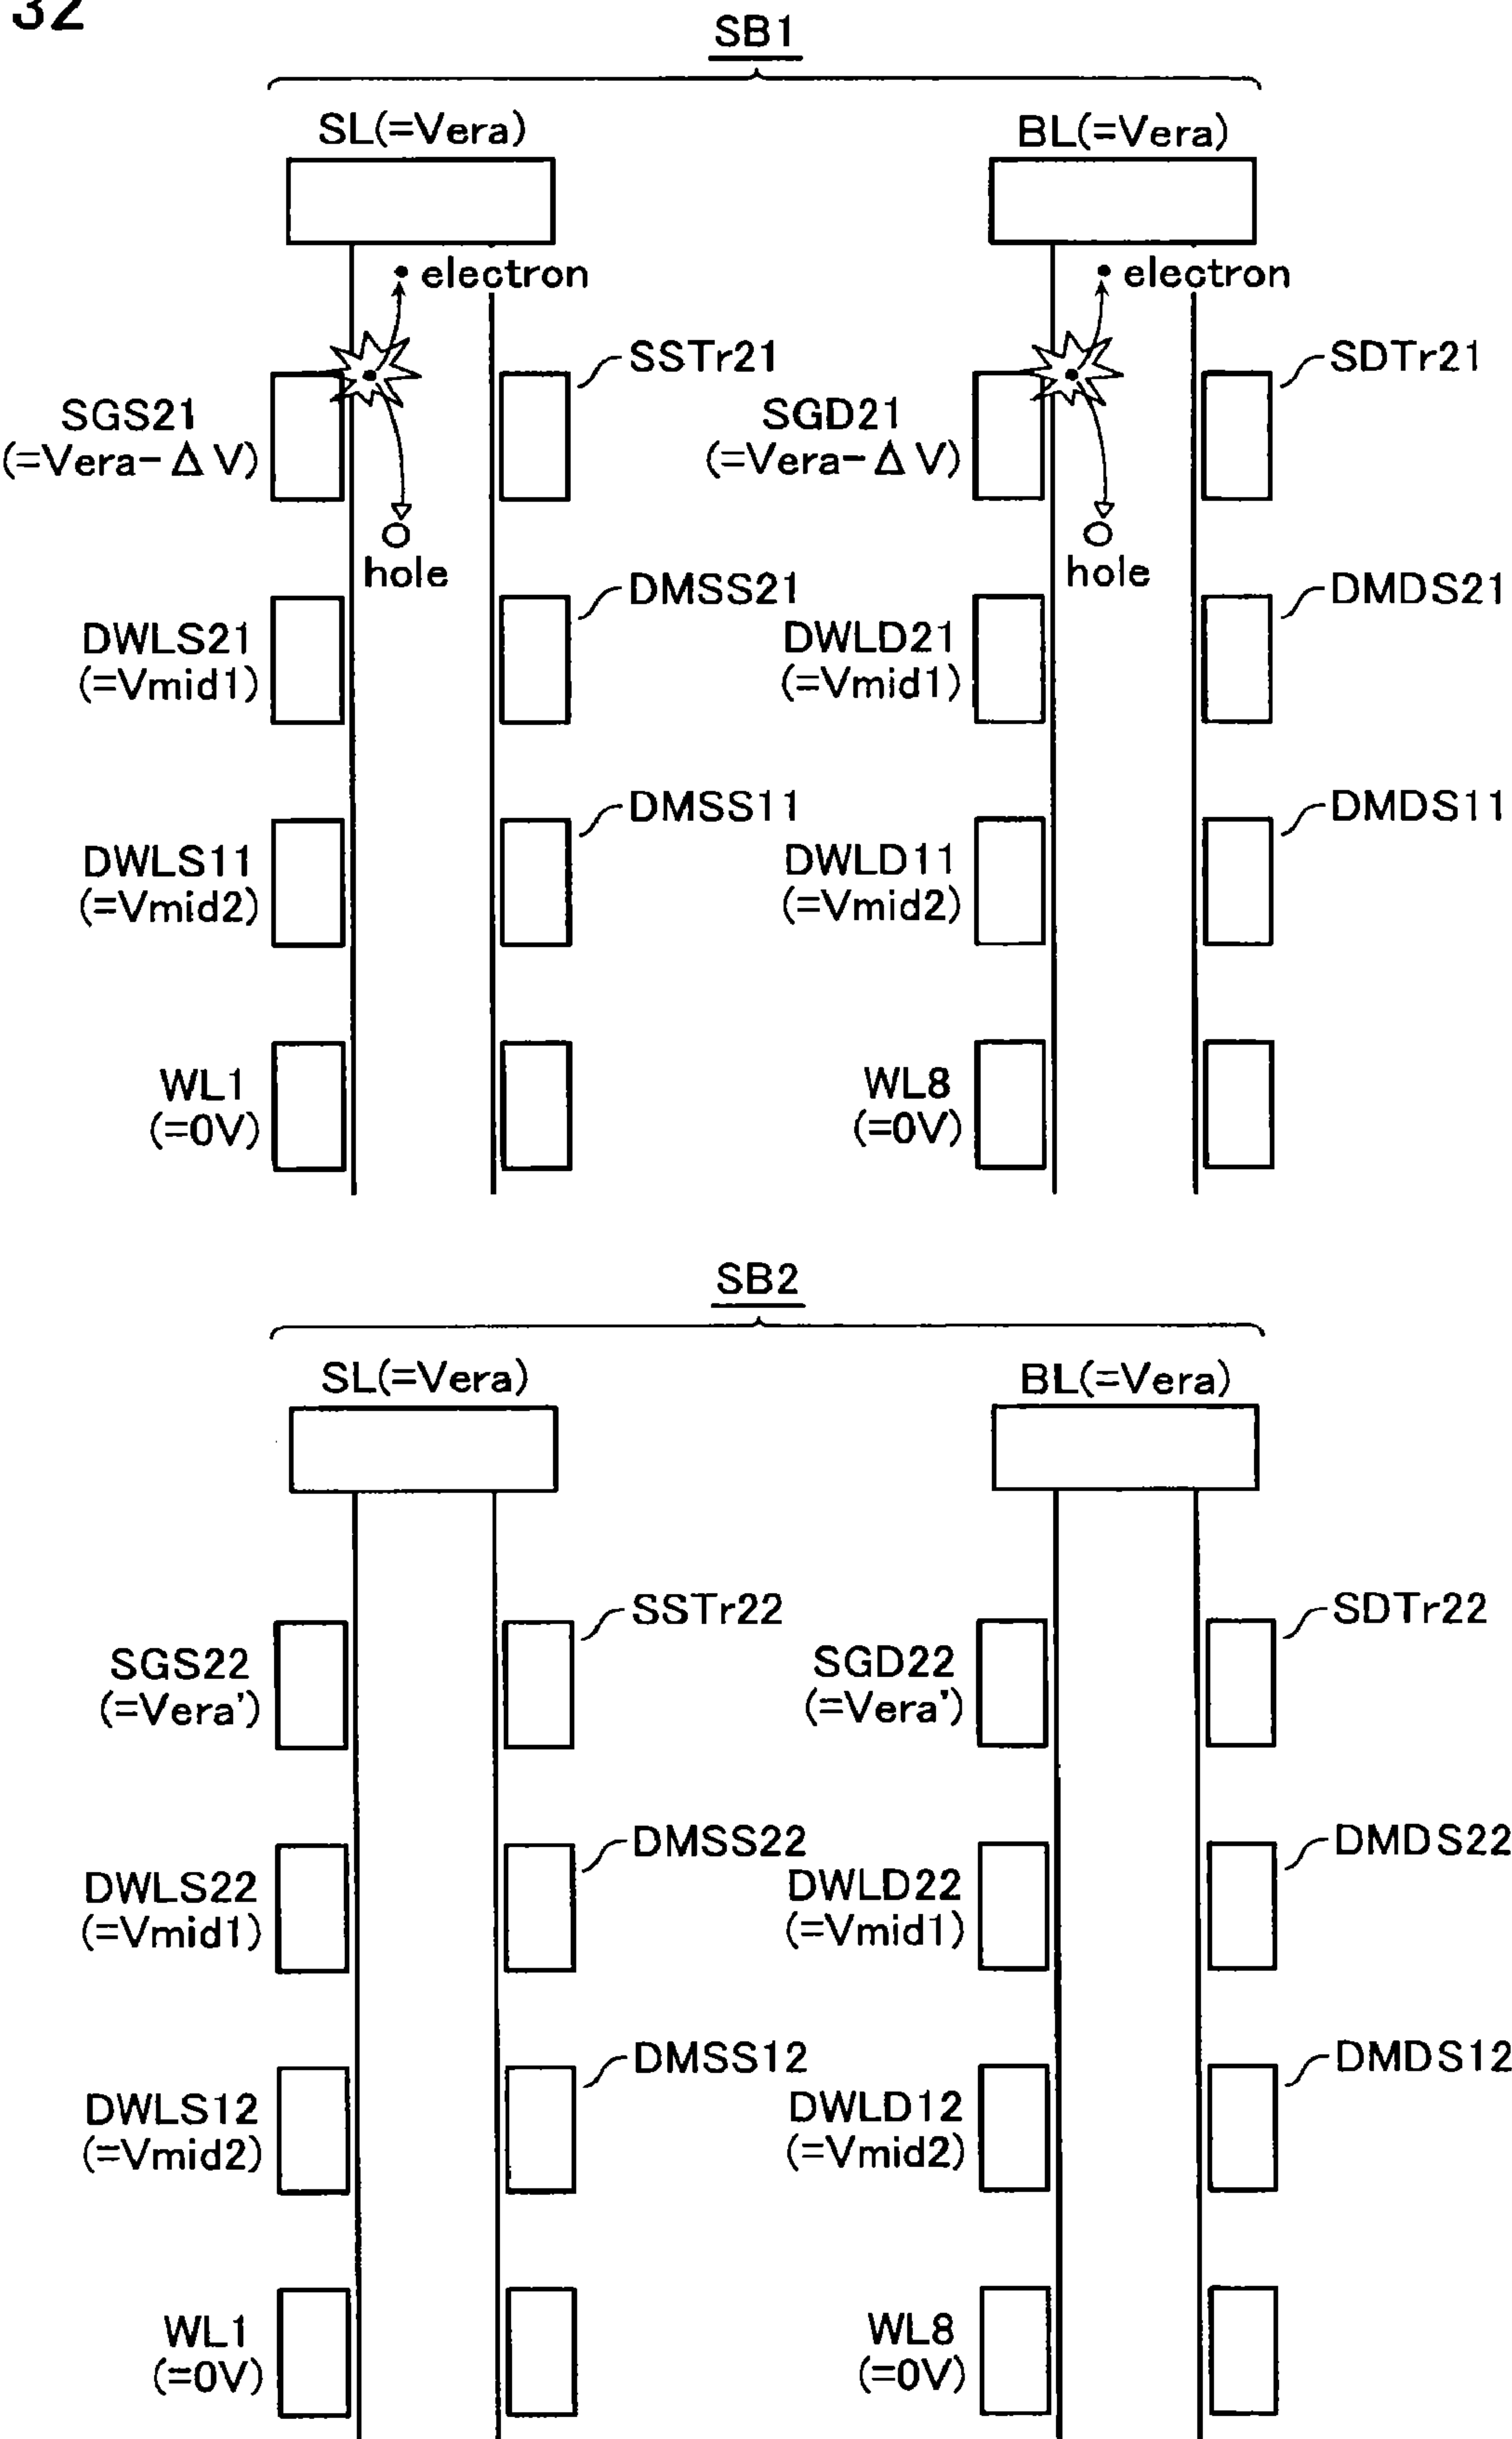 32
SB1
SL(=Vera)
BL(=Vera)
electron
electron
SSTr21
SDTr21
SGS21
(=Vera-ΔV)
SGD21
(=Vera-ΔV)
hole
hole
DMSS21
DMDS21
DWLS21
(=Vmid1)
DWLD21
(=Vmid1)
DMSS11
DMDS11
DWLS11
(=Vmid2)
DWLD11
(=Vmid2)
WL1
(=0V)
WL8
(=0V)
SB2
SL(=Vera)
BL(=Vera)
SSTr22
SDTr22
SGS22
(=Vera')
SGD22
(=Vera')
DMSS22
DMDS22
DWLS22
(=Vmid1)
DWLD22
(=Vmid1)
DMSS12
DMDS12
DWLS12
(=Vmid2)
DWLD12
(=Vmid2)
WL1
(=0V)
WL8
(=0V)